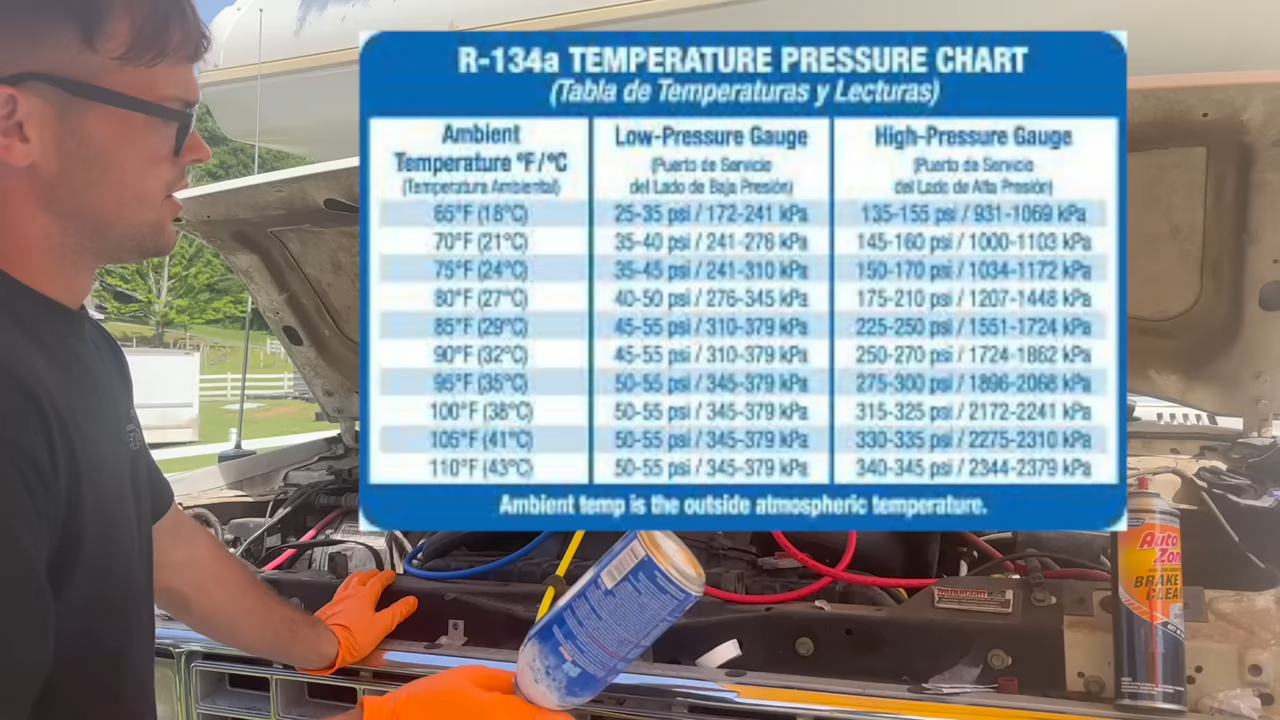 R-134a TEMPERATURE PRESSURE CHART
(Tabla de Temperaturas y Lecturas)
Ambient Temperature °F/°C
(Temperatura Ambiental)
Low-Pressure Gauge
(Puerto de Servicio
del Lado de Baja Presión)
High-Pressure Gauge
(Puerto de Servicio
del Lado de Alta Presión)
65°F (18°C) 25-35 psi / 172-241 kPa 135-155 psi / 931-1069 kPa
70°F (21°C) 35-40 psi / 241-276 kPa 145-160 psi / 1000-1103 kPa
75°F (24°C) 35-45 psi / 241-310 kPa 150-170 psi / 1034-1172 kPa
80°F (27°C) 40-50 psi / 276-345 kPa 175-210 psi / 1207-1448 kPa
85°F (29°C) 45-55 psi / 310-379 kPa 225-250 psi / 1551-1724 kPa
90°F (32°C) 45-55 psi / 310-379 kPa 250-270 psi / 1724-1862 kPa
95°F (35°C) 50-55 psi / 345-379 kPa 275-300 psi / 1896-2068 kPa
100°F (38°C) 50-55 psi / 345-379 kPa 315-325 psi / 2172-2241 kPa
105°F (41°C) 50-55 psi / 345-379 kPa 330-335 psi / 2275-2310 kPa
110°F (43°C) 50-55 psi / 345-379 kPa 340-345 psi / 2344-2379 kPa
Ambient temp is the outside atmospheric temperature.
Auto
Zon
BRAKE
CLEA